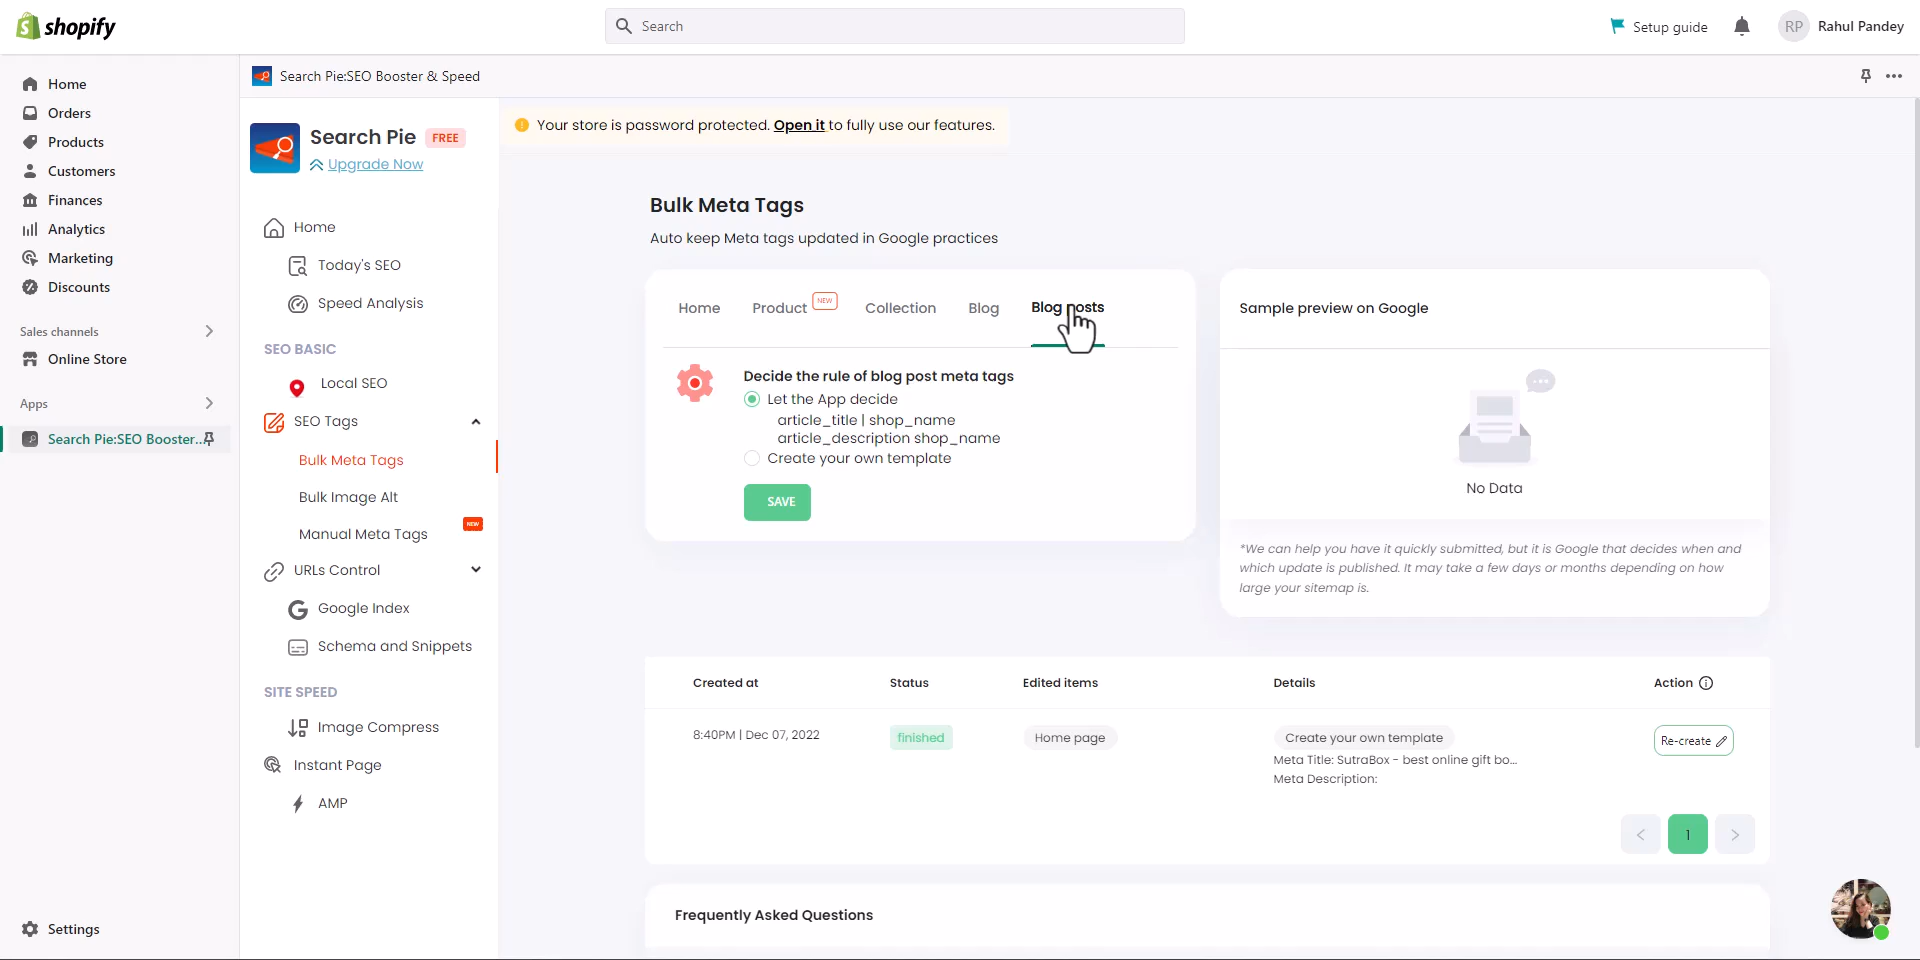 shopify
Search
Setup guide
RP
Rahul Pandey
Home
Orders
Products
Customers
Finances
Analytics
Marketing
Discounts
Sales channels
Online Store
Apps
Search Pie:SEO Booster...
Settings
Search Pie:SEO Booster & Speed
Search Pie FREE
Upgrade Now
Home
Today's SEO
Speed Analysis
SEO BASIC
Local SEO
SEO Tags
Bulk Meta Tags
Bulk Image Alt
NEW
Manual Meta Tags
URLs Control
Google Index
Schema and Snippets
SITE SPEED
Image Compress
Instant Page
AMP
Your store is password protected. Open it to fully use our features.
Bulk Meta Tags
Auto keep Meta tags updated in Google practices
Home Product NEW Collection Blog Blog posts
Decide the rule of blog post meta tags
Let the App decide
article_title | shop_name
article_description shop_name
Create your own template
SAVE
Sample preview on Google
No Data
*We can help you have it quickly submitted, but it is Google that decides when and
which update is published. It may take a few days or months depending on how
large your sitemap is.
Created at Status Edited items Details Action
8:40PM | Dec 07, 2022 finished Home page Create your own template Re-create
Meta Title: SutraBox - best online gift bo...
Meta Description:
1
Frequently Asked Questions